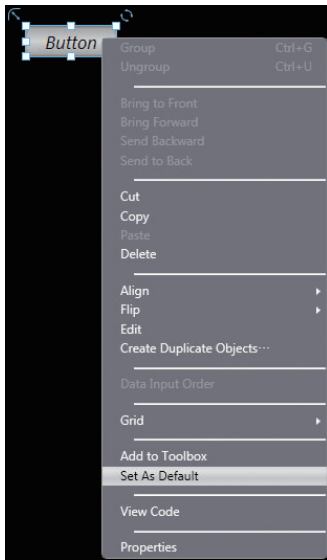 Button
Group Ctrl+G
Ungroup Ctrl+U
Bring to Front
Bring Forward
Send Backward
Send to Back
Cut
Copy
Paste
Delete
Align
Flip
Edit
Create Duplicate Objects⋯
Data Input Order
Grid
Add to Toolbox
Set As Default
View Code
Properties